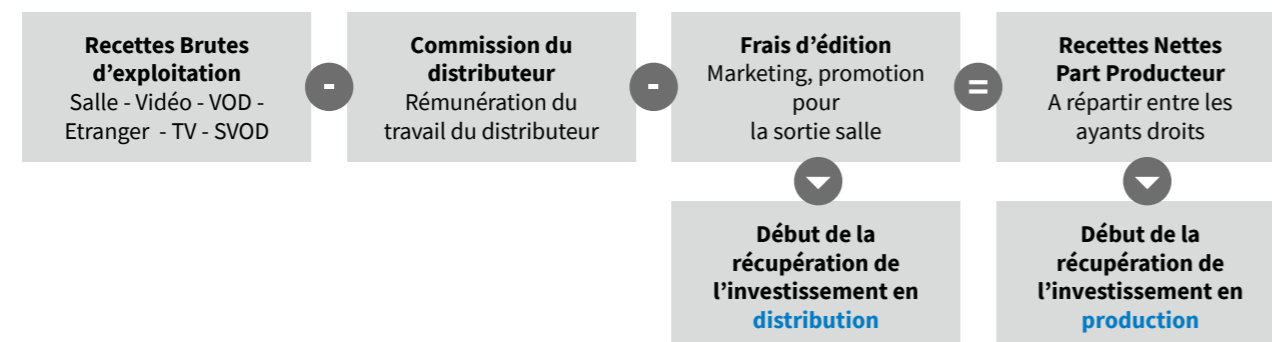 Recettes Brutes
d’exploitation
Salle - Vidéo - VOD -
Etranger - TV - SVOD
-
Commission du
distributeur
Rémunération du
travail du distributeur
-
Frais d’édition
Marketing, promotion
pour
la sortie salle
=
Recettes Nettes
Part Producteur
A répartir entre les
ayants droits
Début de la
récupération de
l’investissement en
distribution
Début de la
récupération de
l’investissement en
production